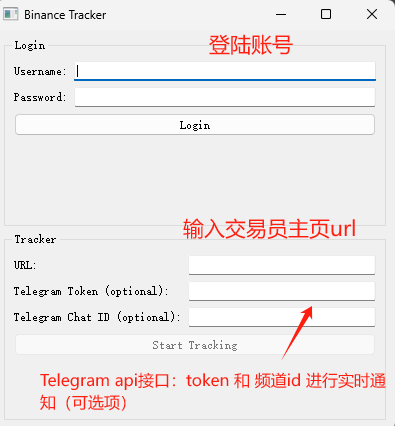 Binance Tracker
Login
登陆账号
Username:
Password:
Login
输入交易员主页url
Tracker
URL:
Telegram Token (optional):
Telegram Chat ID (optional):
Start Tracking
Telegram api接口：token 和 频道id 进行实时通
知（可选项）